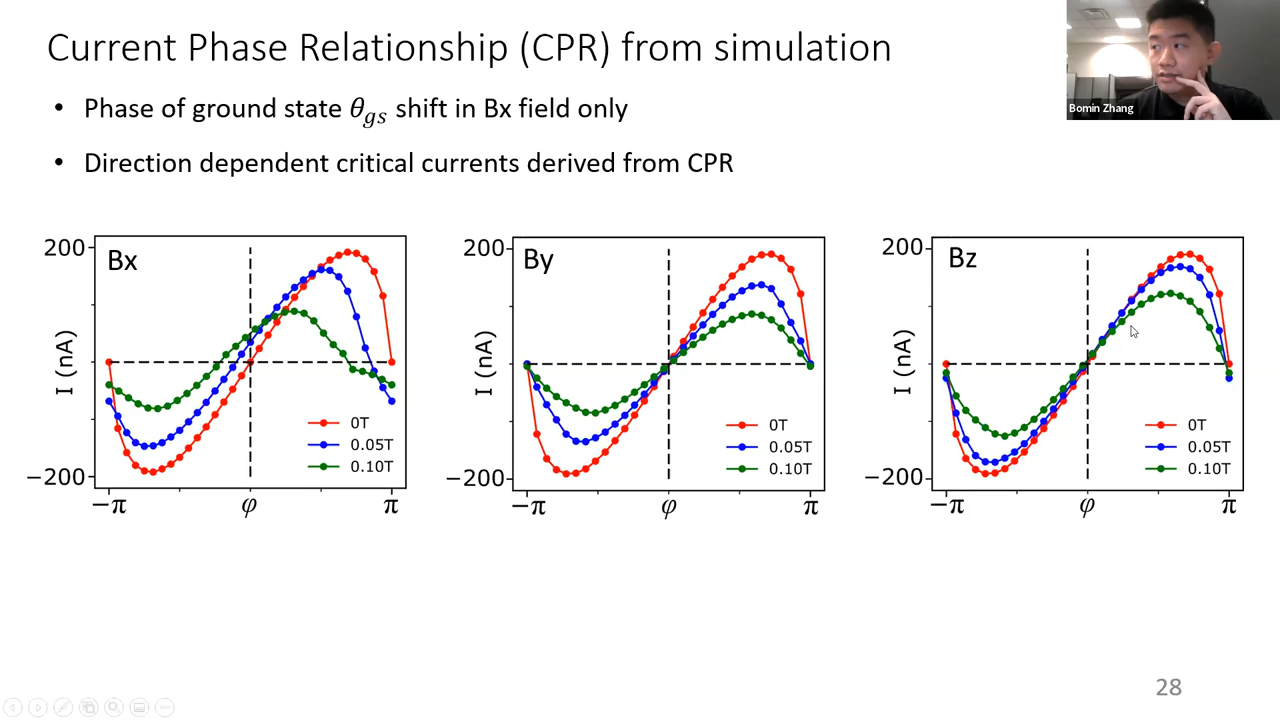 Current Phase Relationship (CPR) from simulation
• Phase of ground state θgs shift in Bx field only
• Direction dependent critical currents derived from CPR
Bomin Zhang
Bx
200
I (nA)
−200
−π
φ
π
0T
0.05T
0.10T
By
200
I (nA)
−200
−π
φ
π
0T
0.05T
0.10T
Bz
200
I (nA)
−200
−π
φ
π
0T
0.05T
0.10T
28